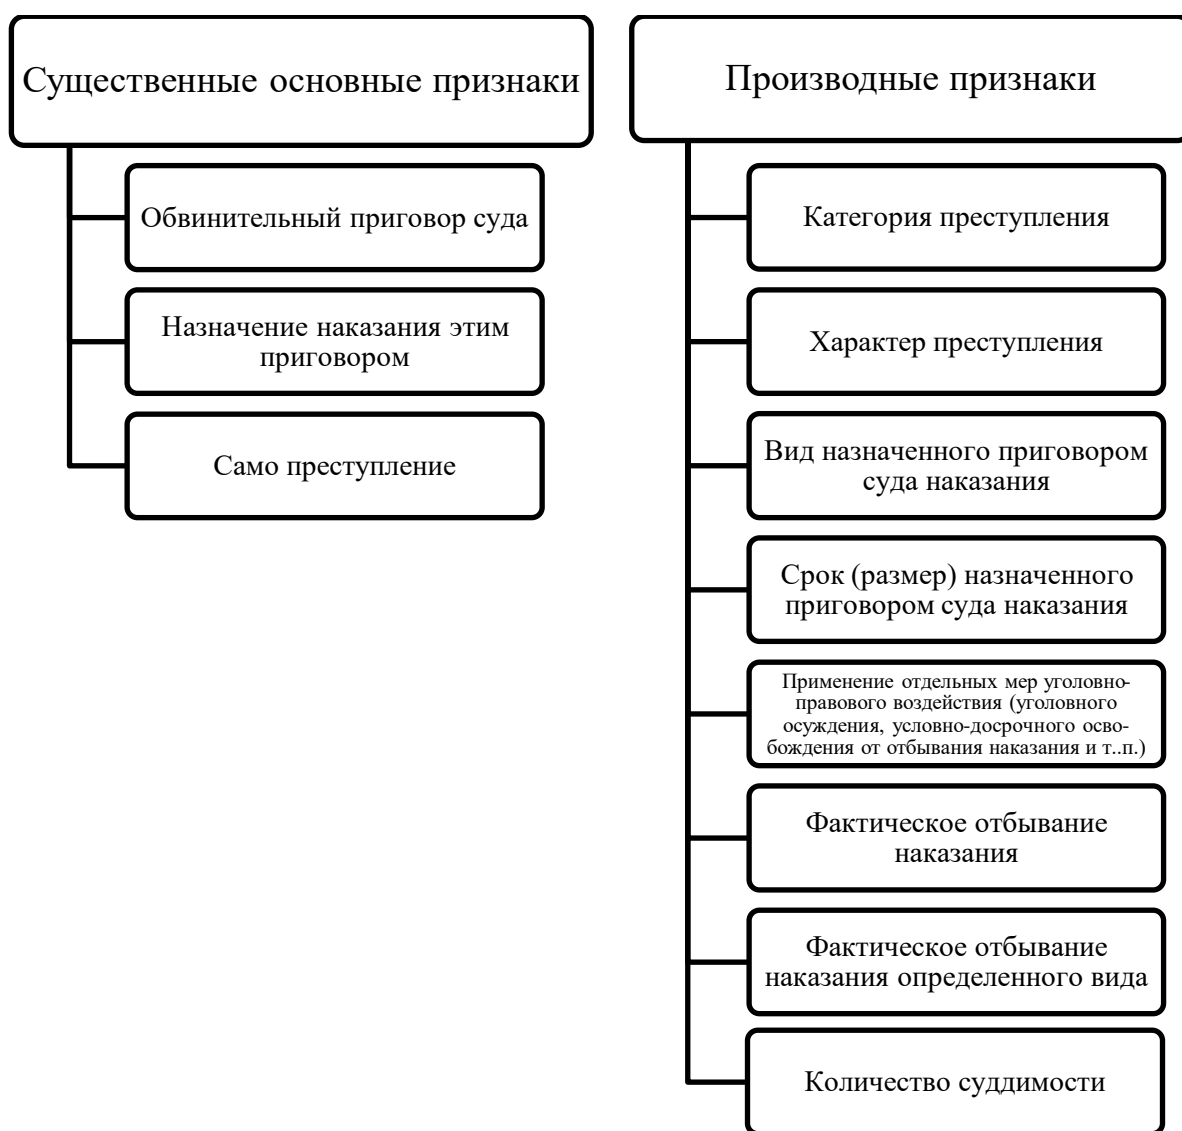 Существенные основные признаки
Обвинительный приговор суда
Назначение наказания этим
приговором
Само преступление
Производные признаки
Категория преступления
Характер преступления
Вид назначенного приговором
суда наказания
Срок (размер) назначенного
приговором суда наказания
Применение отдельных мер уголовно-
правового воздействия (уголовного
осуждения, условно-досрочного осво-
бождения от отбывания наказания и т..п.)
Фактическое отбывание
наказания
Фактическое отбывание
наказания определенного вида
Количество суддимости